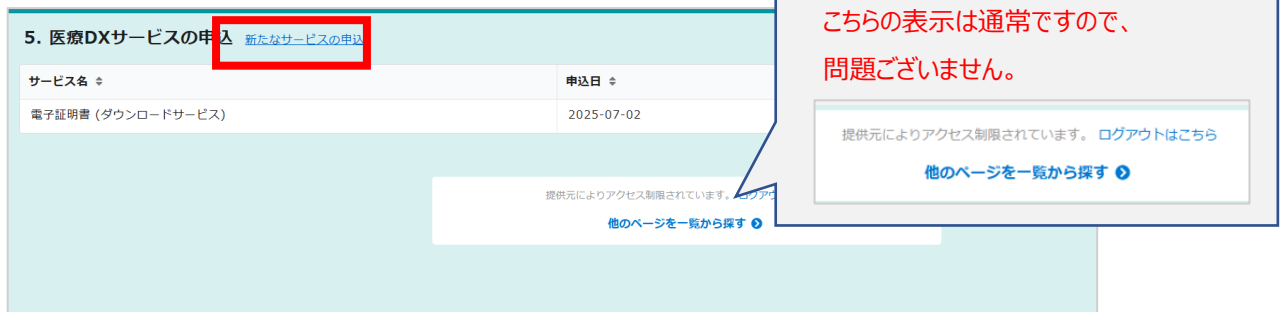 5. 医療DXサービスの申込 新たなサービスの申込
サービス名
申込日
電子証明書 (ダウンロードサービス)
2025-07-02
提供元によりアクセス制限されています。 ログアウ
他のページを一覧から探す
こちらの表示は通常ですので、
問題ございません。
提供元によりアクセス制限されています。 ログアウトはこちら
他のページを一覧から探す